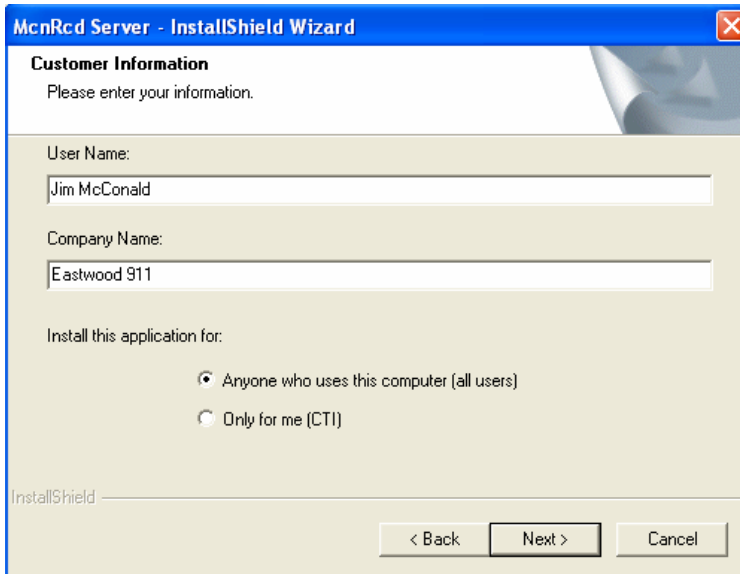 McnRcd Server - InstallShield Wizard
Customer Information
Please enter your information.
User Name:
Jim McConald
Company Name:
Eastwood 911
Install this application for:
Anyone who uses this computer (all users)
Only for me (CTI)
InstallShield
< Back
Next >
Cancel